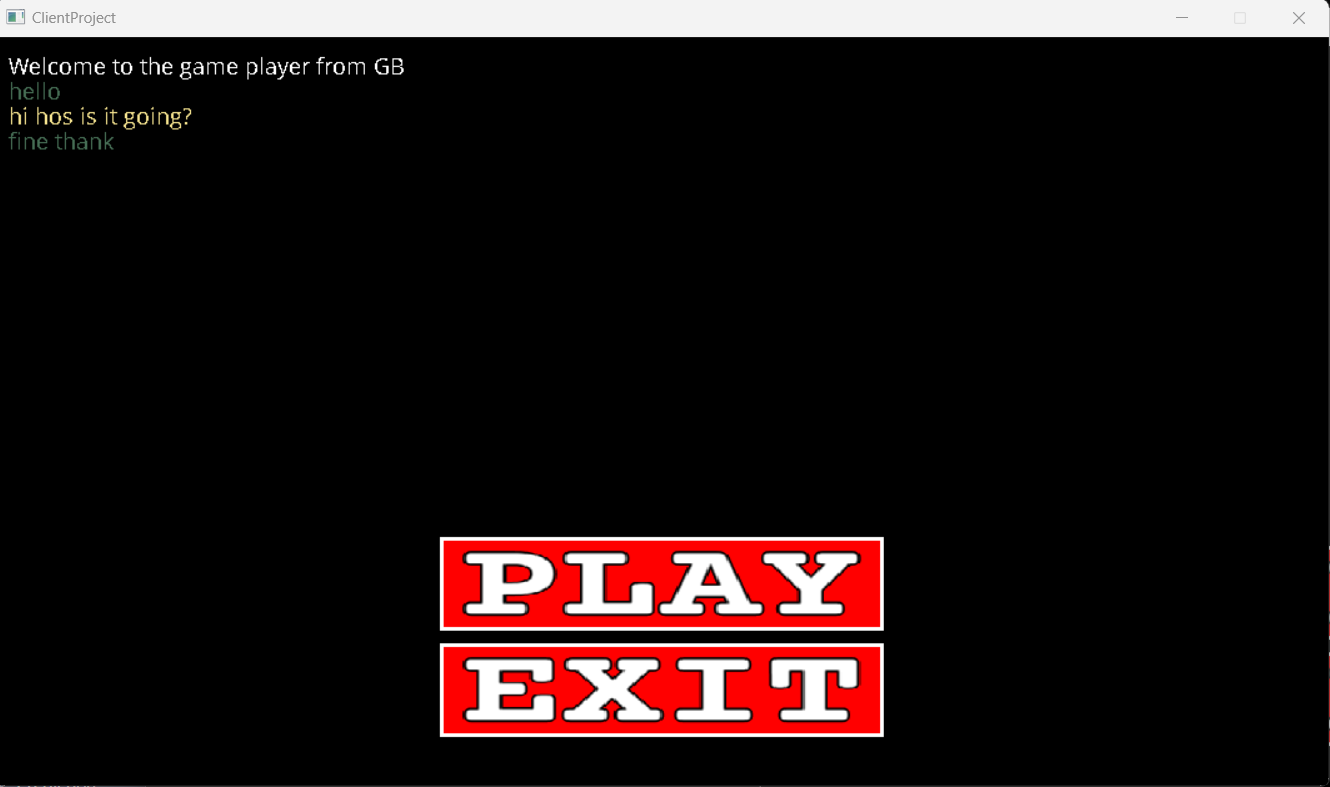 ClientProject
Welcome to the game player from GB
hello
hi hos is it going?
fine thank
PLAY
EXIT